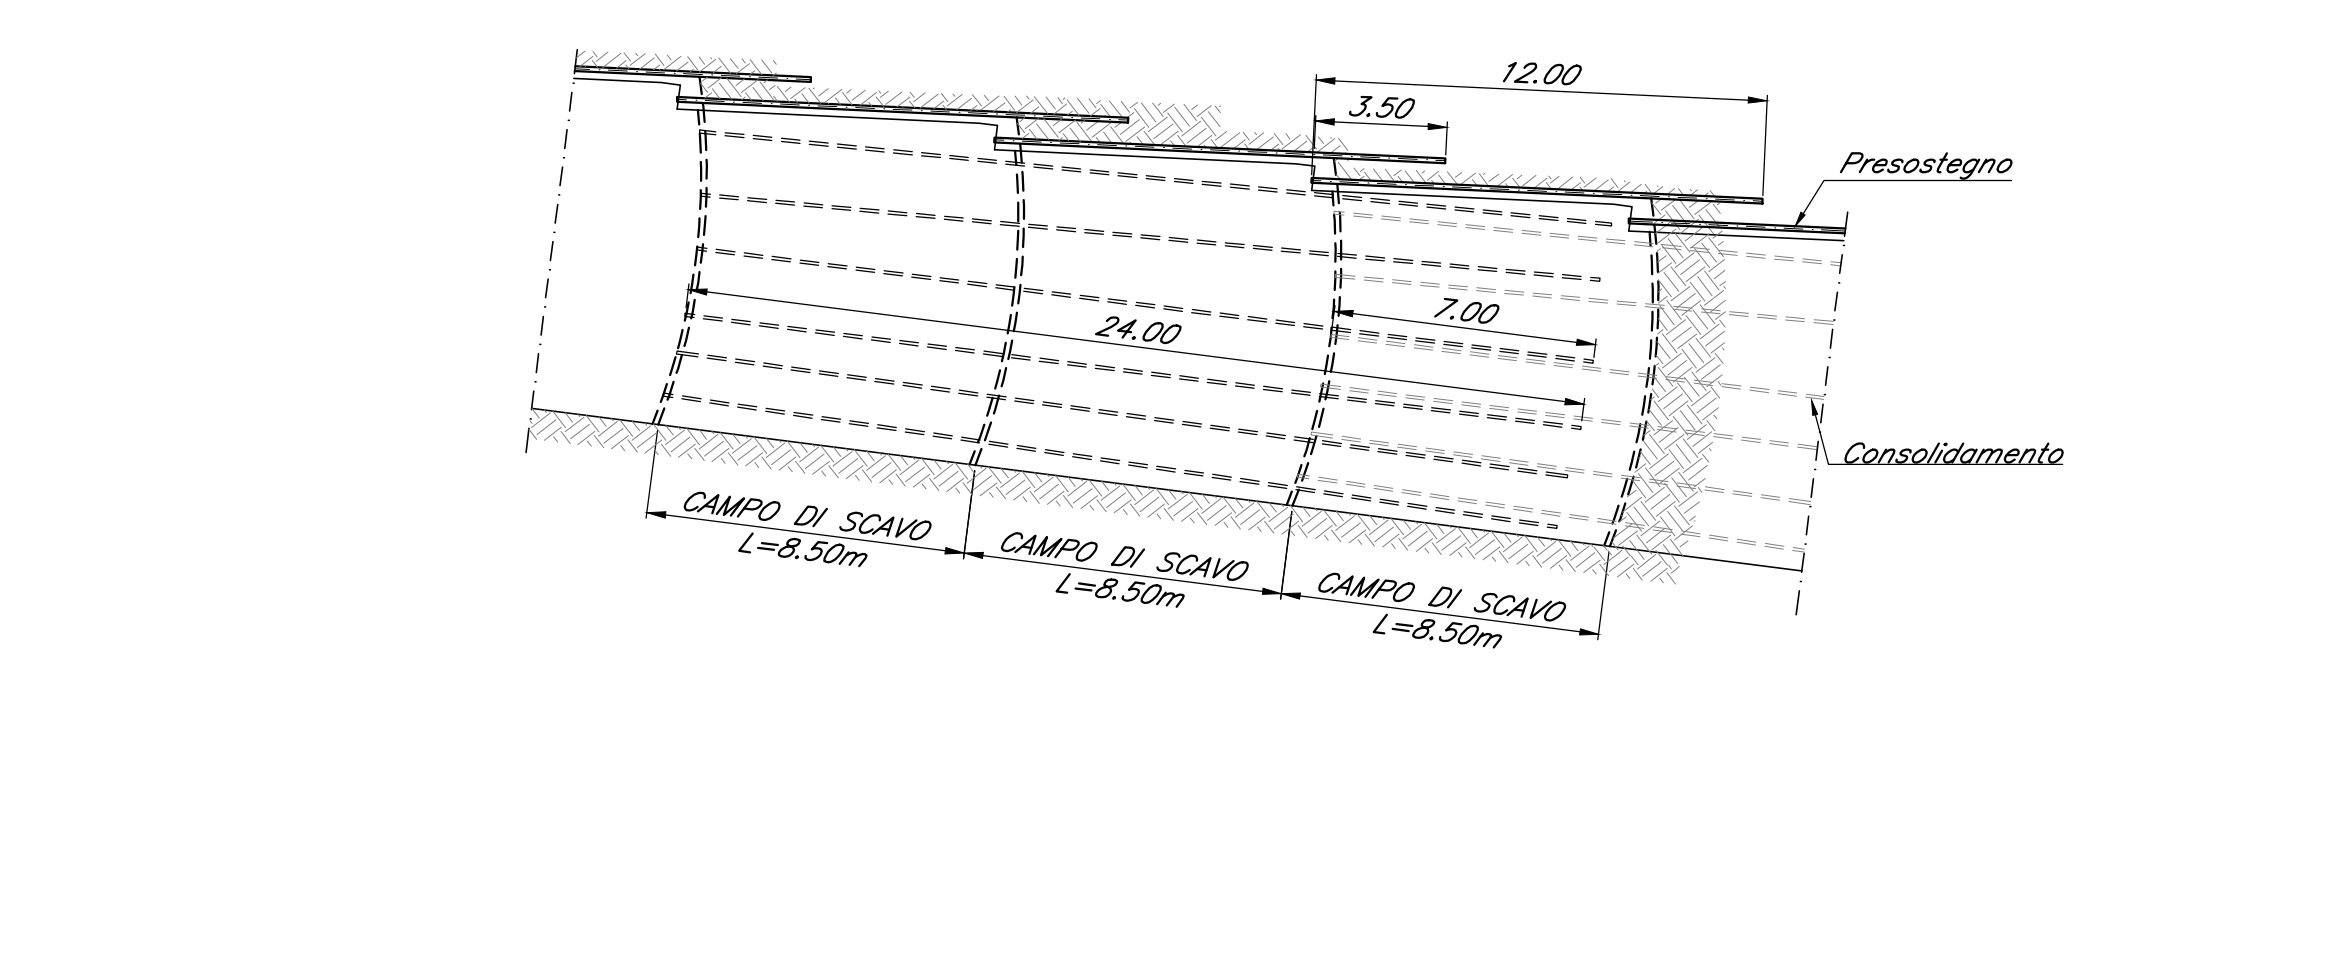 12.00
3.50
Presostegno
7.00
24.00
Consolidamento
CAMPO DI SCAVO
L=8.50m
CAMPO DI SCAVO
L=8.50m
CAMPO DI SCAVO
L=8.50m